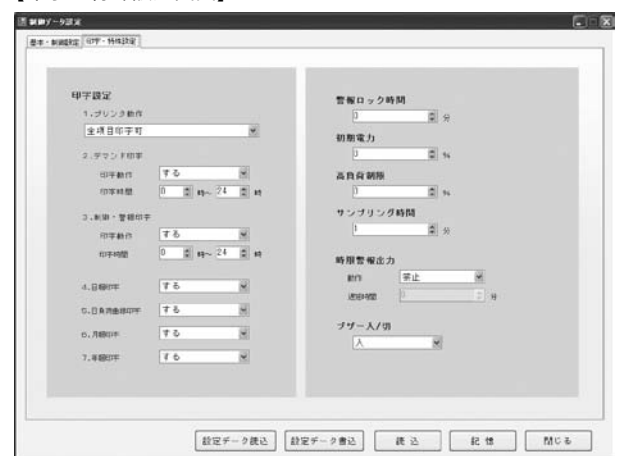 制御データ設定
基本・制御設定 印字・特殊設定
印字設定
1.プリンタ動作
全項目印字可
2.デマンド印字
印字動作 する
印字時間 0 時～ 24 時
3.制御・警報印字
印字動作 する
印字時間 0 時～ 24 時
4.日報印字 する
5.日負荷曲線印字 する
6.月報印字 する
7.年報印字 する
警報ロック時間
分
初期電力
%
高負荷制限
%
サンプリング時間
1 分
時限警報出力
動作 禁止
遅延時間 0 分
ブザー入/切
入
設定データ読込 設定データ書込 読 込 記 憶 閉じる